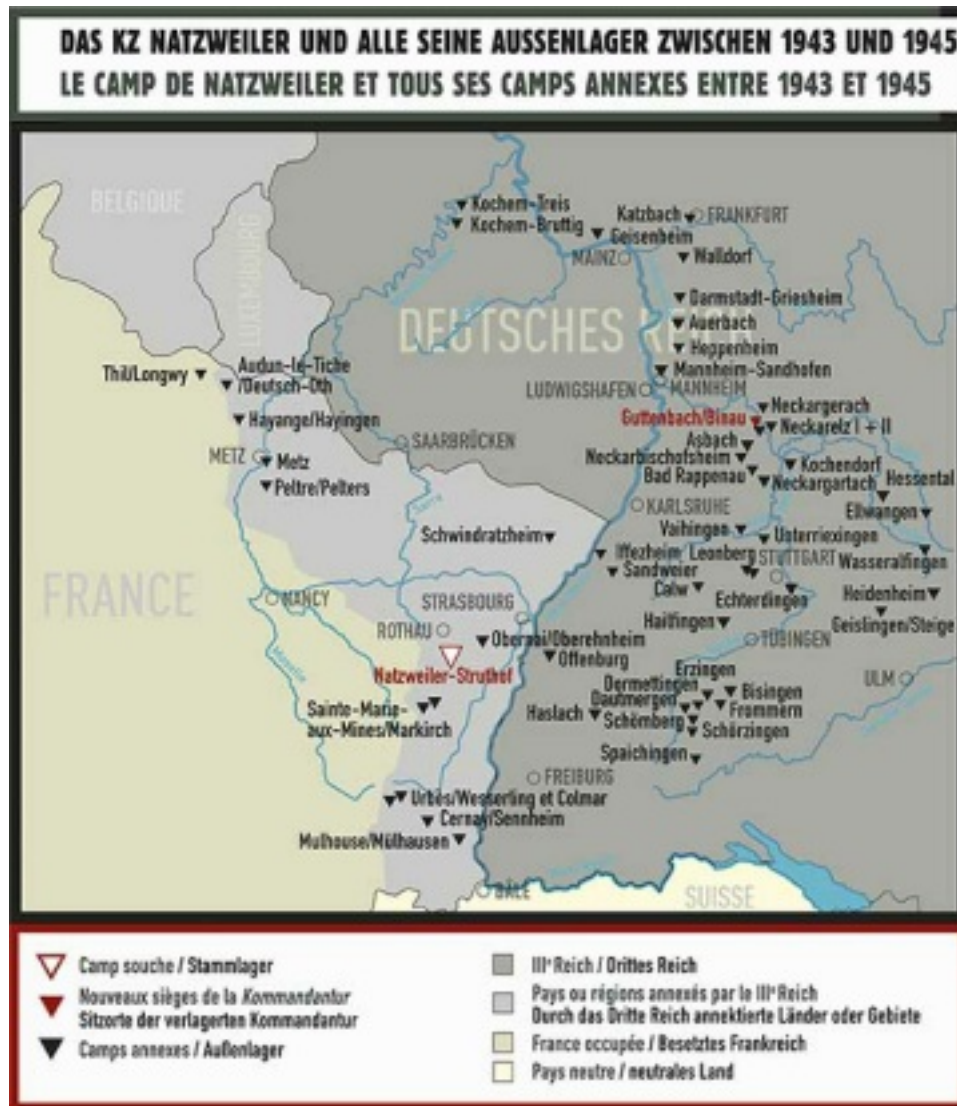 DAS KZ NATZWEILER UND ALLE SEINE AUSSENLAGER ZWISCHEN 1943 UND 1945
LE CAMP DE NATZWEILER ET TOUS SES CAMPS ANNEXES ENTRE 1943 ET 1945
BELGIQUE
LUXEMBOURG
Kochem-Treis
Kochem-Bruttig
Katzbach
FRANKFURT
Geisenheim
MAINZ
Walldorf
Darmstadt-Griesheim
DEUTSCHES REICH
Auerbach
Heppenheim
Thil/Longwy
Audun-le-Tiche
/Deutsch-Oth
Mannheim-Sandhofen
LUDWIGSHAFEN
MANNHEIM
Hayange/Hayingen
Guttenbach/Binau
Neckargerach
Neckarelz I + II
SAARBRÜCKEN
Asbach
METZ
Metz
Neckarbischofsheim
Kochendorf
Hessental
Peltre/Pelters
Bad Rappenau
Neckargartach
KARLSRUHE
Ellwangen
Schwindratzheim
Vaihingen
Unterriexingen
Iffezheim
Leonberg
STUTTGART
Wasseralfingen
Sandweier
FRANCE
Calw
Echterdingen
Heidenheim
NANCY
STRASBOURG
Hailfingen
Geislingen/Steige
ROTHAU
Obernai/Oberehnheim
TÜBINGEN
Offenburg
Moselle
Natzweiler-Struthof
Erzingen
ULM
Dormettingen
Bisingen
Sainte-Marie-
aux-Mines/Markirch
Dautmergen
Frommern
Haslach
Schömberg
Schörzingen
Spaichingen
FREIBURG
Urbès/Wesserling et Colmar
Cernay/Sennheim
Mulhouse/Mülhausen
BÂLE
SUISSE
Camp souche / Stammlager
Nouveaux sièges de la Kommandantur
Sitzorte der verlagerten Kommandantur
Camps annexes / Außenlager
IIIe Reich / Drittes Reich
Pays ou régions annexés par le IIIe Reich
Durch das Dritte Reich annektierte Länder oder Gebiete
France occupée / Besetztes Frankreich
Pays neutre / neutrales Land